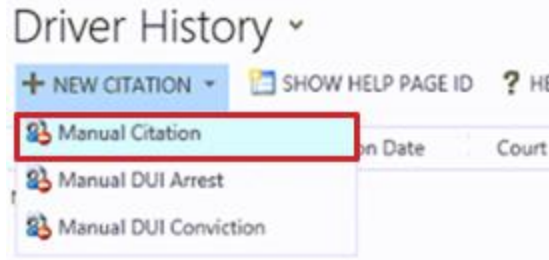 Driver History
+ NEW CITATION SHOW HELP PAGE ID ?
Manual Citation on Date Court
Manual DUI Arrest
Manual DUI Conviction